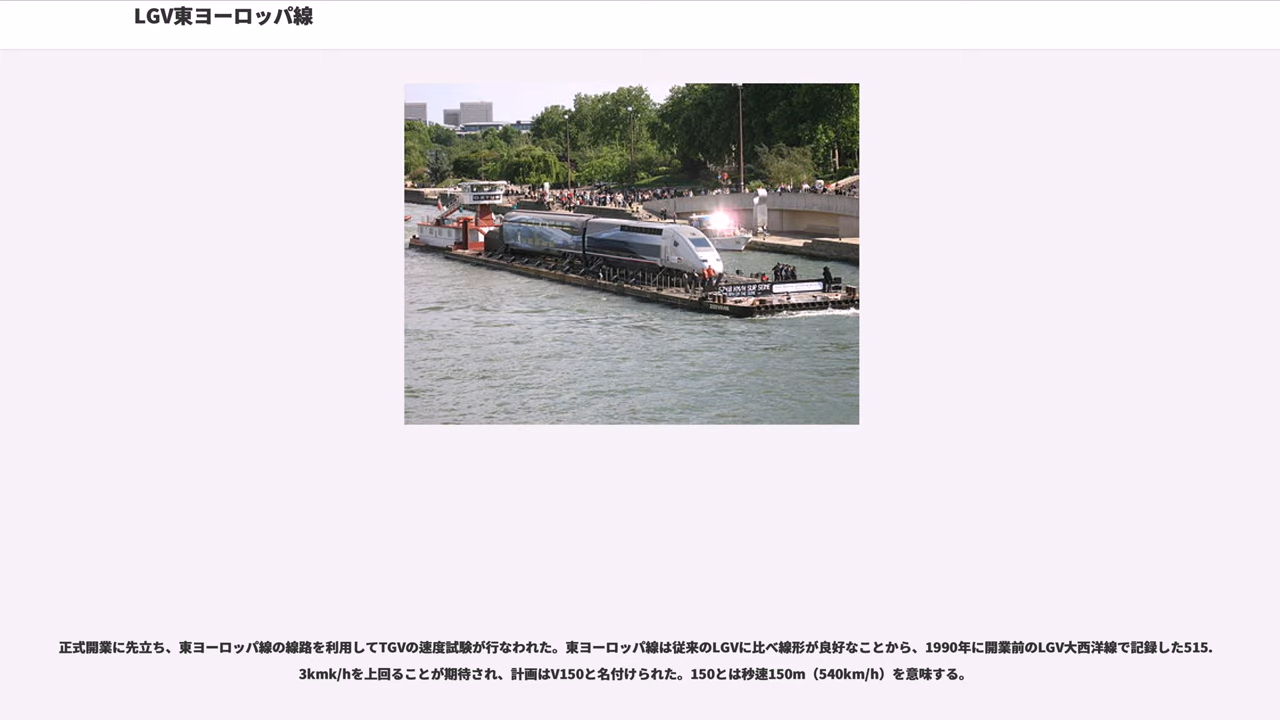 LGV東ヨーロッパ線
正式開業に先立ち、東ヨーロッパ線の線路を利用してTGVの速度試験が行なわれた。東ヨーロッパ線は従来のLGVに比べ線形が良好なことから、1990年に開業前のLGV大西洋線で記録した515.
3kmk/hを上回ることが期待され、計画はV150と名付けられた。150とは秒速150m（540km/h）を意味する。